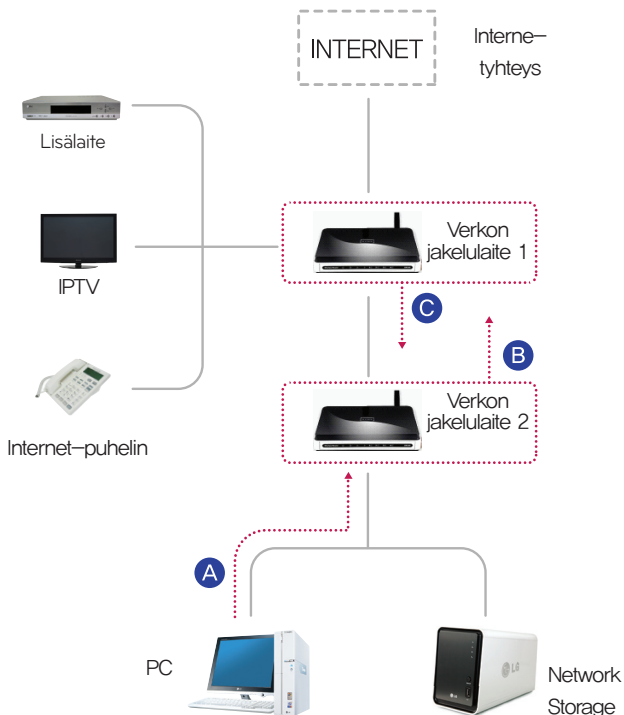 INTERNET
Interne–
tyhteys
Lisälaite
Verkon
jakelulaite 1
IPTV
C
B
Verkon
jakelulaite 2
Internet–puhelin
A
PC
LG
Network
Storage